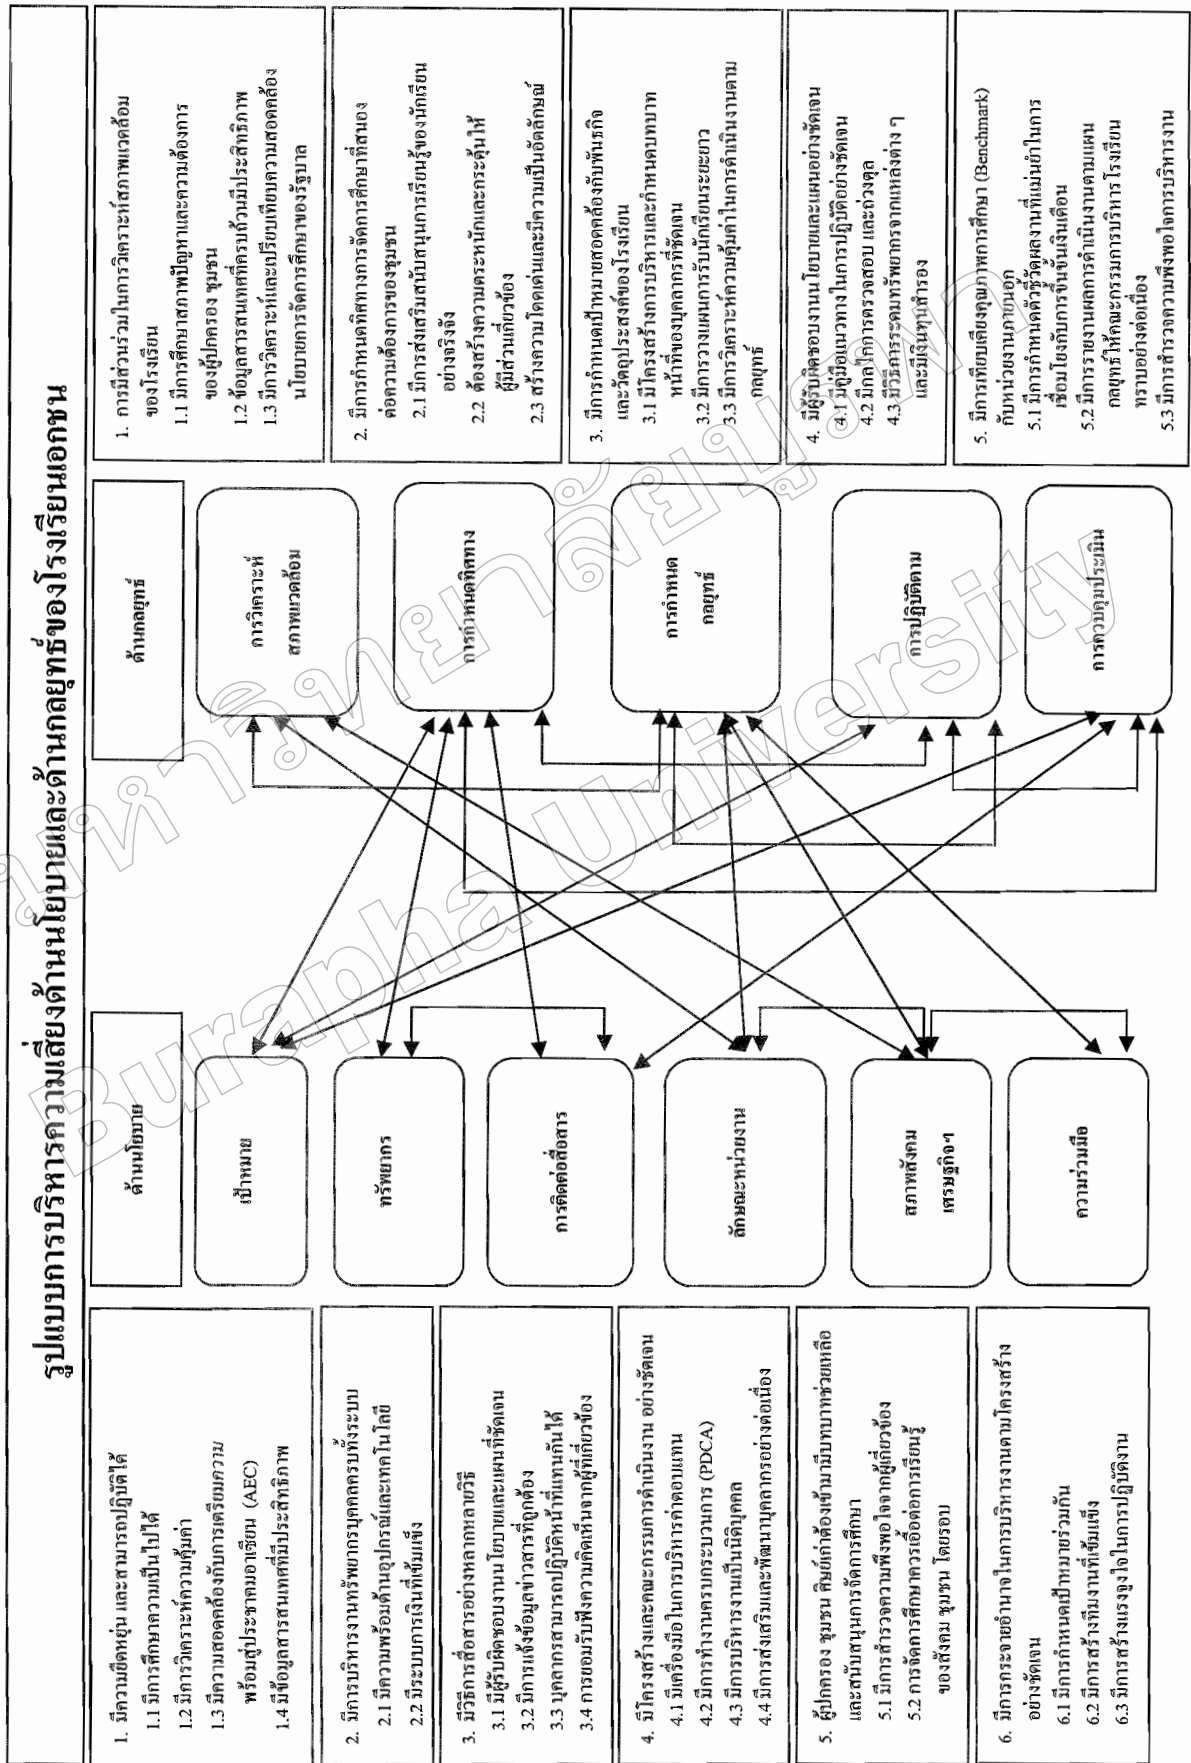 รูปแบบการบริหารความเสี่ยงด้านนโยบายและด้านกลยุทธ์ของโรงเรียนเอกชน
1. มีความยืดหยุ่น และสามารถปฏิบัติได้
1.1 มีการศึกษาความเป็นไปได้
1.2 มีการวิเคราะห์ความคุ้มค่า
1.3 มีความสอดคล้องกับการเตรียมความ
พร้อมสู่ประชาคมอาเซียน (AEC)
1.4 มีข้อมูลสารสนเทศที่มีประสิทธิภาพ
2. มีการบริหารงานทรัพยากรบุคคลครบทั้งระบบ
2.1 มีความพร้อมด้านอุปกรณ์และเทคโนโลยี
2.2 มีระบบการเงินที่เข้มแข็ง
3. มีวิธีการสื่อสารอย่างหลากหลายวิธี
3.1 มีผู้รับผิดชอบงานนโยบายและแผนที่ชัดเจน
3.2 มีการแจ้งข้อมูลข่าวสารที่ถูกต้อง
3.3 บุคลากรสามารถปฏิบัติหน้าที่แทนกันได้
3.4 การยอมรับฟังความคิดเห็นจากผู้ที่เกี่ยวข้อง
4. มีโครงสร้างและคณะกรรมการดำเนินงาน อย่างชัดเจน
4.1 มีเครื่องมือในการบริหารค่าตอบแทน
4.2 มีการทำงานครบกระบวนการ (PDCA)
4.3 มีการบริหารงานเป็นนิติบุคคล
4.4 มีการส่งเสริมและพัฒนาบุคลากรอย่างต่อเนื่อง
5. ผู้ปกครอง ชุมชน ศิษย์เก่าต้องเข้ามามีบทบาทช่วยเหลือ
และสนับสนุนการจัดการศึกษา
5.1 มีการสำรวจความพึงพอใจจากผู้เกี่ยวข้อง
5.2 การจัดการศึกษาควรเอื้อต่อการเรียนรู้
ของสังคม ชุมชน โดยรอบ
6. มีการกระจายอำนาจในการบริหารงานตามโครงสร้าง
อย่างชัดเจน
6.1 มีการกำหนดเป้าหมายร่วมกัน
6.2 มีการสร้างทีมงานที่เข้มแข็ง
6.3 มีการสร้างแรงจูงใจในการปฏิบัติงาน
ด้านนโยบาย
เป้าหมาย
ทรัพยากร
การติดต่อสื่อสาร
ลักษณะหน่วยงาน
สภาพสังคม
เศรษฐกิจฯ
ความร่วมมือ
ด้านกลยุทธ์
การวิเคราะห์
สภาพแวดล้อม
การกำหนดทิศทาง
การกำหนด
กลยุทธ์
การปฏิบัติตาม
การควบคุมประเมิน
1. การมีส่วนร่วมในการวิเคราะห์สภาพแวดล้อม
ของโรงเรียน
1.1 มีการศึกษาสภาพปัญหาและความต้องการ
ของผู้ปกครอง ชุมชน
1.2 ข้อมูลสารสนเทศที่ครบถ้วนมีประสิทธิภาพ
1.3 มีการวิเคราะห์และเปรียบเทียบความสอดคล้อง
นโยบายการจัดการศึกษาของรัฐบาล
2. มีการกำหนดทิศทางการจัดการศึกษาที่สนอง
ต่อความต้องการของชุมชน
2.1 มีการส่งเสริมสนับสนุนการเรียนรู้ของนักเรียน
อย่างจริงจัง
2.2 ต้องสร้างความตระหนักและกระตุ้นให้
ผู้มีส่วนเกี่ยวข้อง
2.3 สร้างความโดดเด่นและมีความเป็นอัตลักษณ์
3. มีการกำหนดเป้าหมายสอดคล้องกับพันธกิจ
และวัตถุประสงค์ของโรงเรียน
3.1 มีโครงสร้างการบริหารและกำหนดบทบาท
หน้าที่ของบุคลากรที่ชัดเจน
3.2 มีการวางแผนการรับนักเรียนระยะยาว
3.3 มีการวิเคราะห์ความคุ้มค่าในการดำเนินงานตาม
กลยุทธ์
4. มีผู้รับผิดชอบงานนโยบายและแผนอย่างชัดเจน
4.1 มีคู่มือแนวทางในการปฏิบัติอย่างชัดเจน
4.2 มีกลไกการตรวจสอบ และถ่วงดุล
4.3 มีวิธีการระดมทรัพยากรจากแหล่งต่าง ๆ
และมีเงินทุนสำรอง
5. มีการเทียบเคียงคุณภาพการศึกษา (Benchmark)
กับหน่วยงานภายนอก
5.1 มีการกำหนดตัวชี้วัดผลงานที่แม่นยำในการ
เชื่อมโยงกับการขึ้นขั้นเงินเดือน
5.2 มีการรายงานผลการดำเนินงานตามแผน
กลยุทธ์ให้คณะกรรมการบริหารโรงเรียน
ทราบอย่างต่อเนื่อง
5.3 มีการสำรวจความพึงพอใจการบริหารงาน
Burapha University